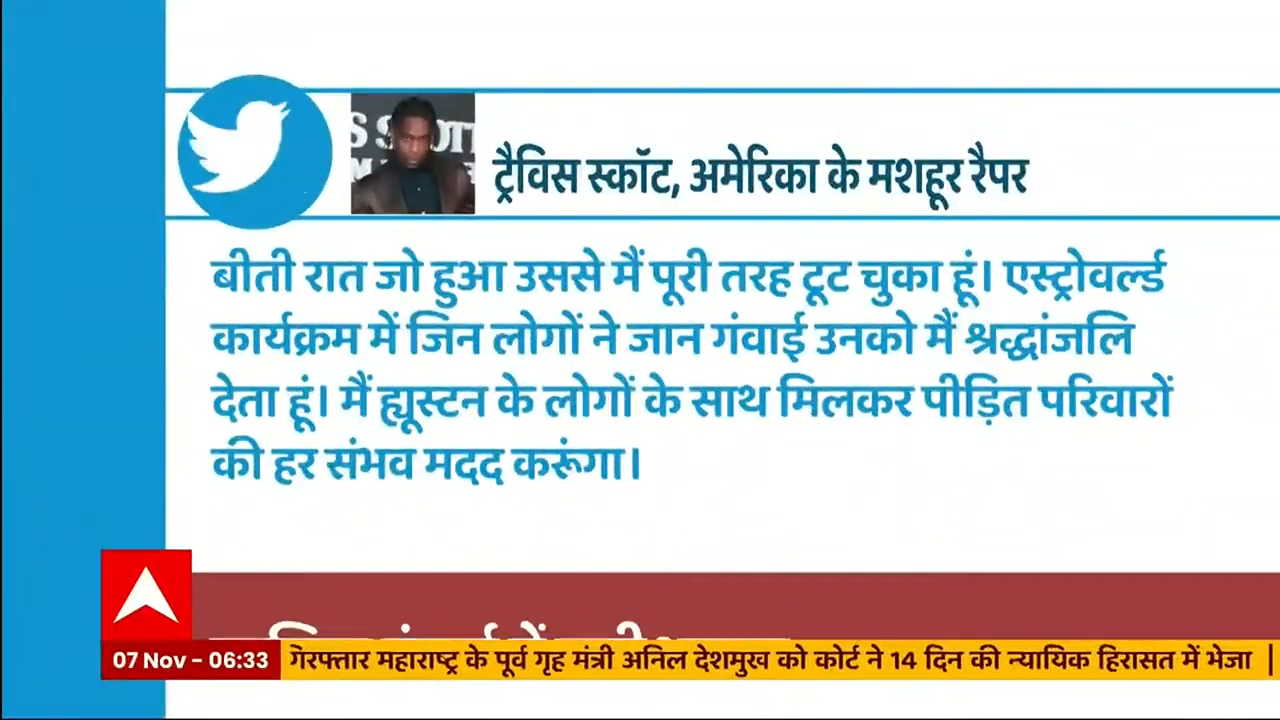 ट्रैविस स्कॉट, अमेरिका के मशहूर रैपर
बीती रात जो हुआ उससे मैं पूरी तरह टूट चुका हूं। एस्ट्रोवर्ल्ड
कार्यक्रम में जिन लोगों ने जान गंवाई उनको मैं श्रद्धांजलि
देता हूं। मैं ह्यूस्टन के लोगों के साथ मिलकर पीड़ित परिवारों
की हर संभव मदद करूंगा।
07 Nov - 06:33 गिरफ्तार महाराष्ट्र के पूर्व गृह मंत्री अनिल देशमुख को कोर्ट ने 14 दिन की न्यायिक हिरासत में भेजा |